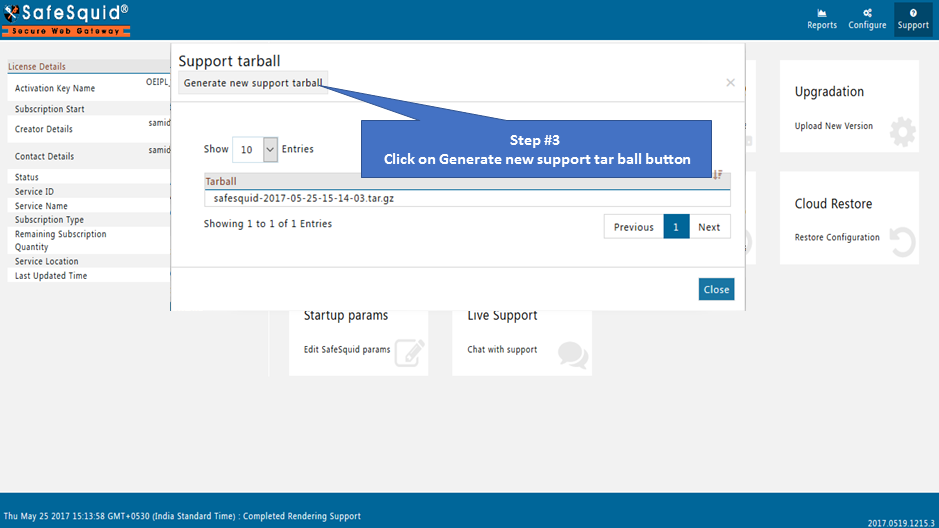 SafeSquid®
Secure Web Gateway
Reports
Configure
Support
Support tarball
Generate new support tarball
×
Step #3
Click on Generate new support tar ball button
Show 10 Entries
Tarball
safesquid-2017-05-25-15-14-03.tar.gz
Showing 1 to 1 of 1 Entries
Previous 1 Next
Close
License Details
Activation Key Name
OEIPL
Subscription Start
Creator Details
samid
Contact Details
samid
Status
Service ID
Service Name
Subscription Type
Remaining Subscription
Quantity
Service Location
Last Updated Time
Upgradation
Upload New Version
Cloud Restore
Restore Configuration
Startup params
Edit SafeSquid params
Live Support
Chat with support
Thu May 25 2017 15:13:58 GMT+0530 (India Standard Time) : Completed Rendering Support
2017.0519.1215.3